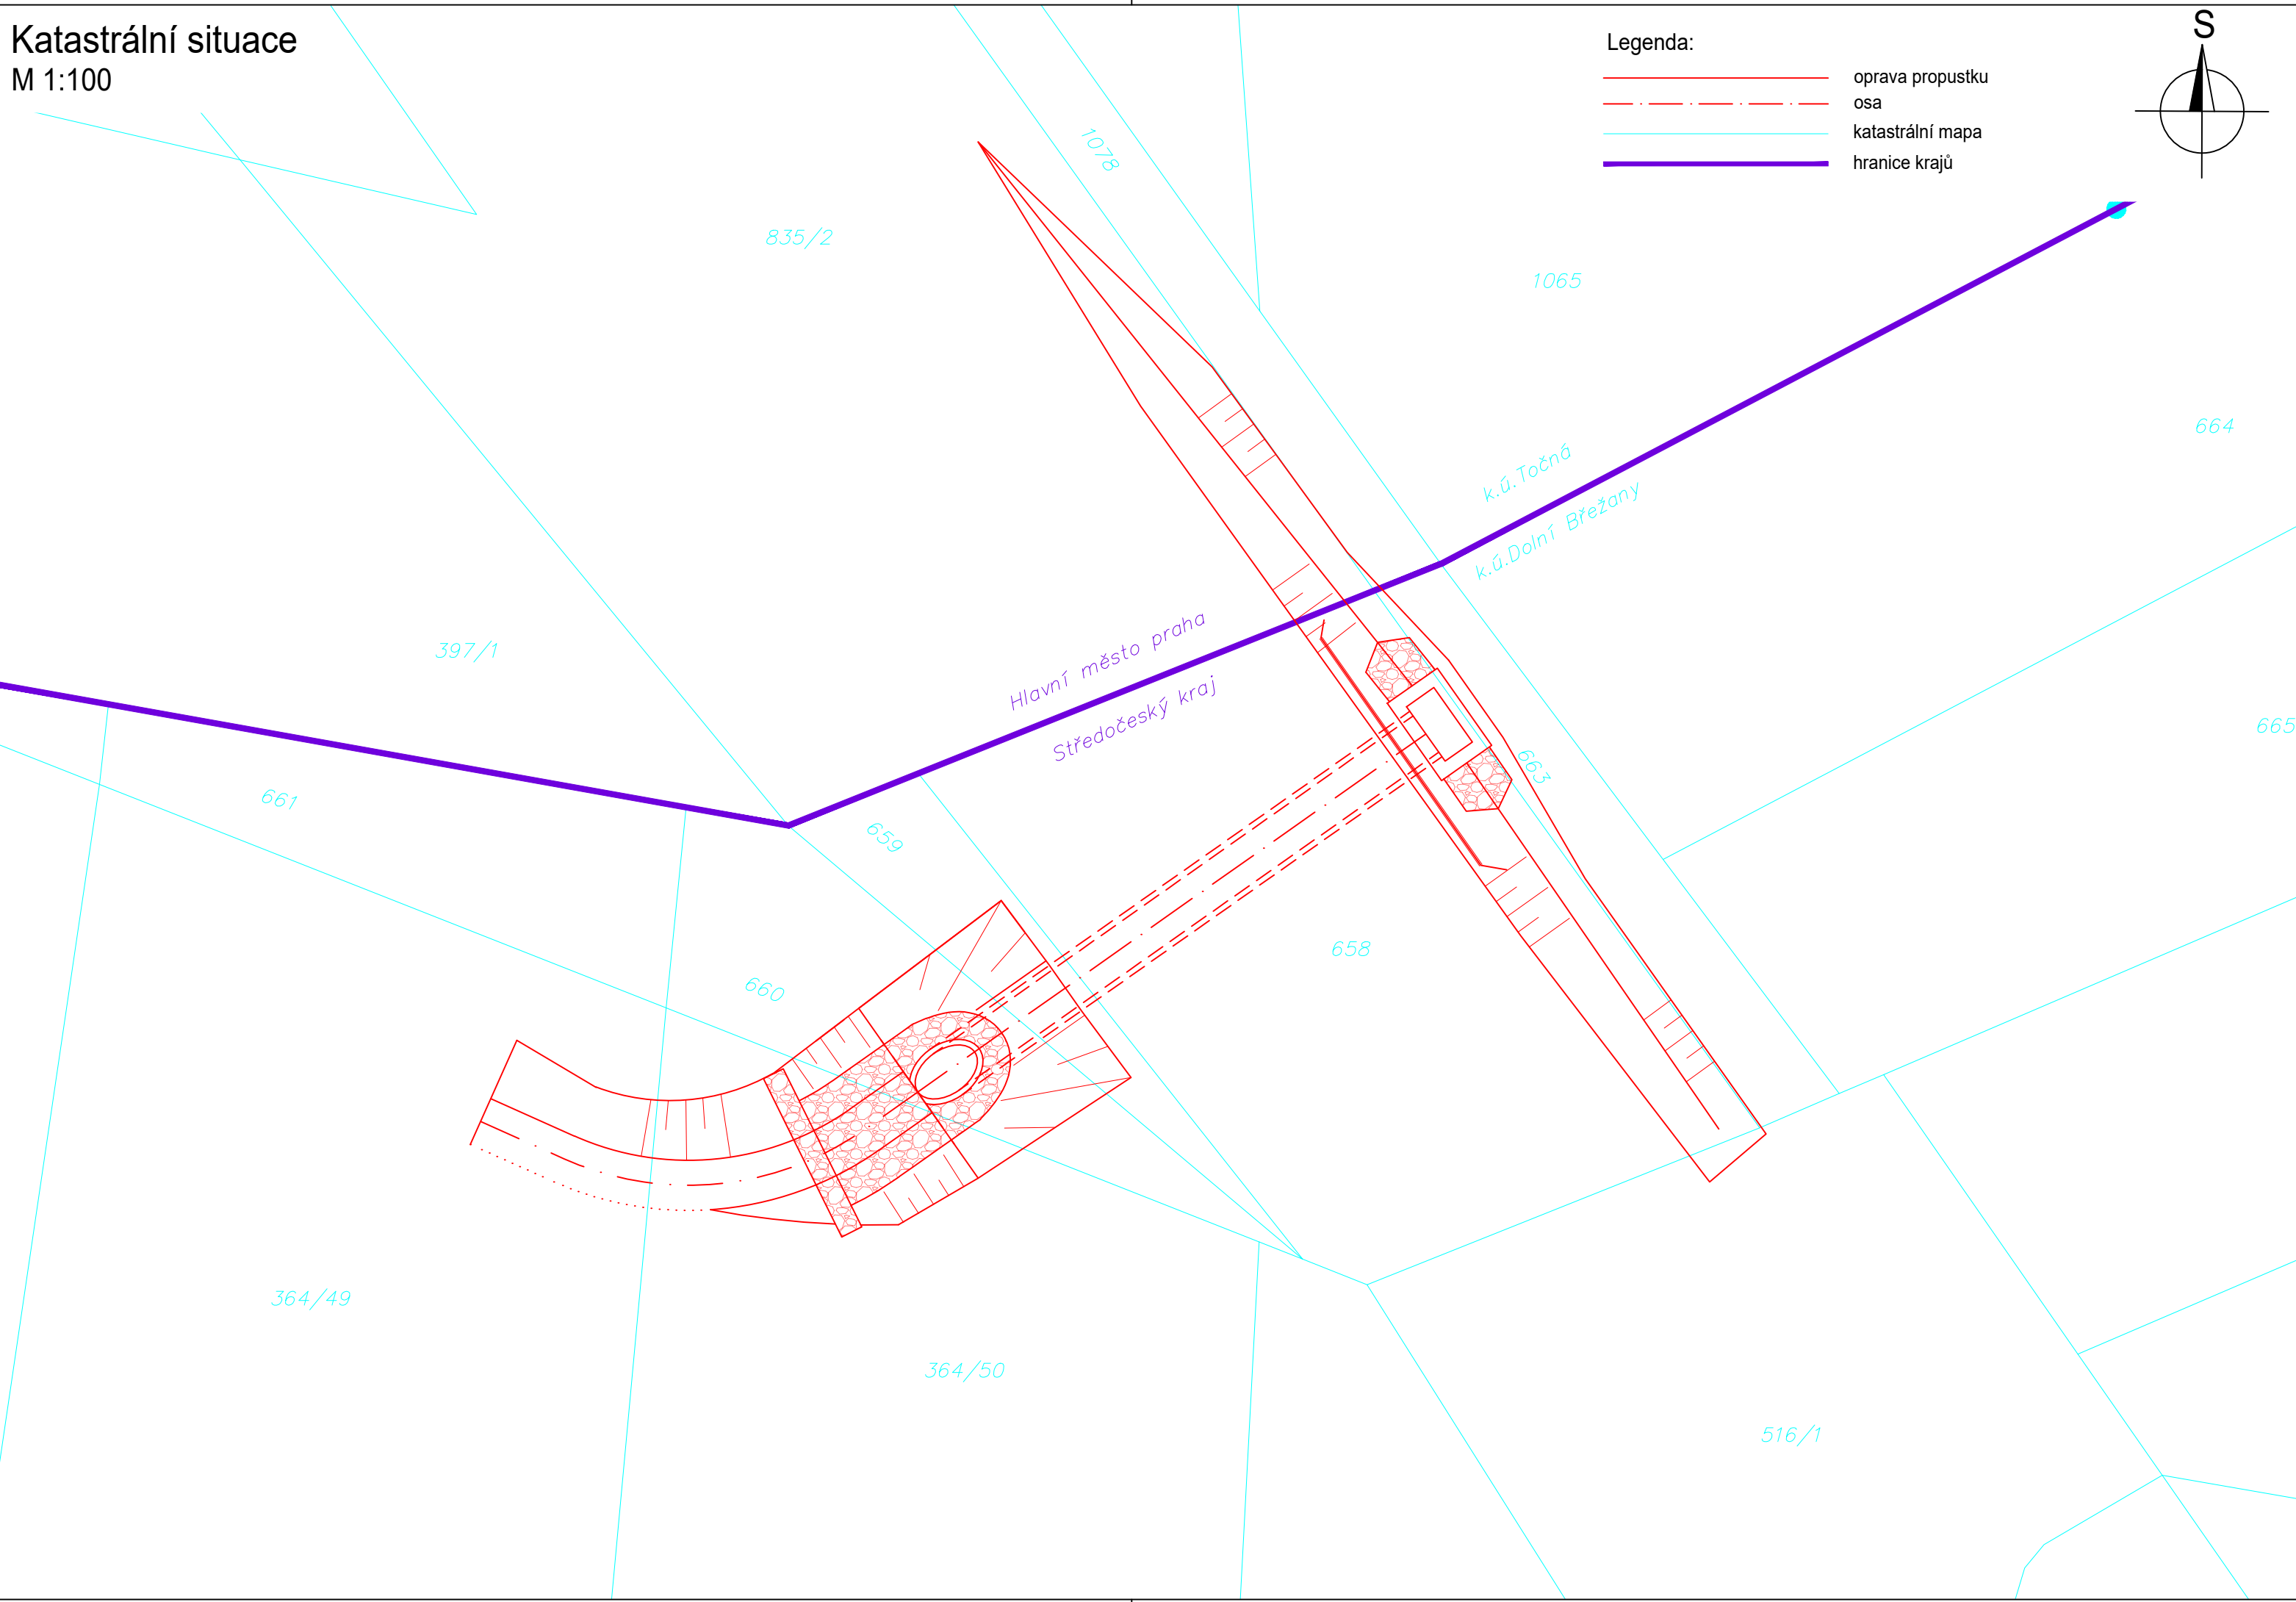 Katastrální situace
M 1:100
Legenda:
oprava propustku
osa
katastrální mapa
hranice krajů
S
1078
835/2
1065
664
k.ú.Točná
k.ú.Dolní Břežany
397/1
Hlavní město praha
Středočeský kraj
665
663
661
659
658
660
364/49
364/50
516/1